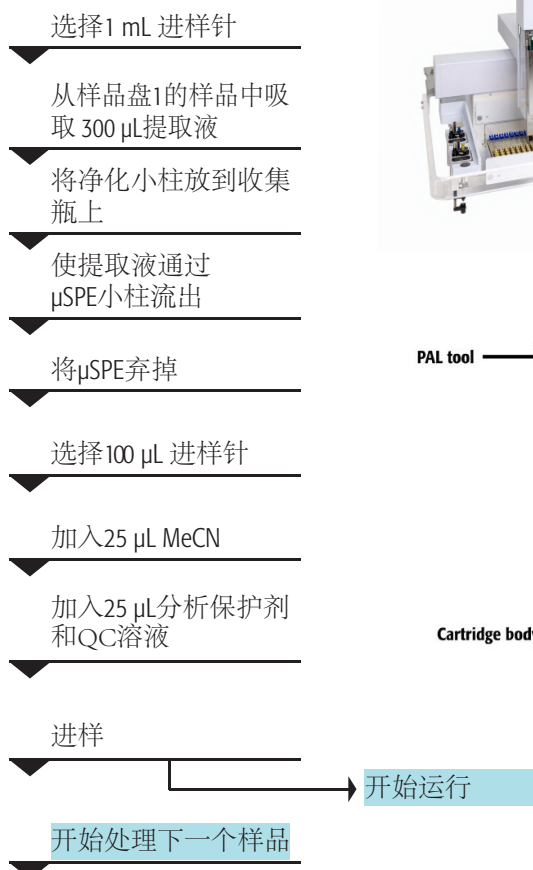 选择1 mL 进样针
从样品盘1的样品中吸
取 300 µL提取液
将净化小柱放到收集
瓶上
使提取液通过
µSPE小柱流出
PAL tool
将µSPE弃掉
选择100 µL 进样针
加入25 µL MeCN
加入25 µL分析保护剂
和QC溶液
Cartridge body
进样
开始运行
开始处理下一个样品